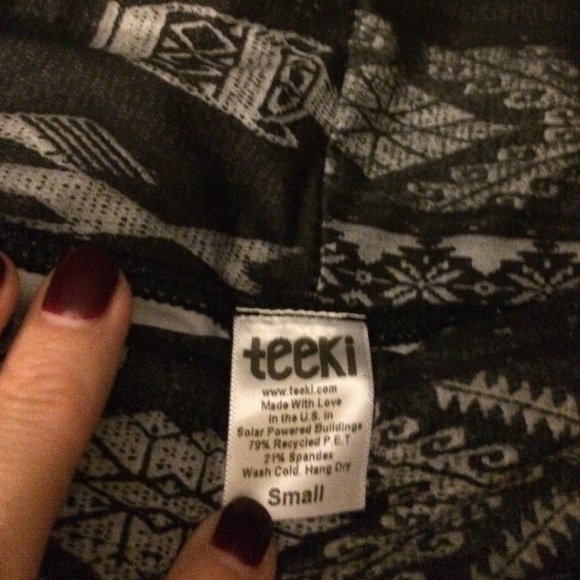 teeki
www.teeki.com
Made With Love
in the U.S. in
Solar Powered Buildings
79% Recycled P.E.T
21% Spandex
Wash Cold, Hang Dry
Small